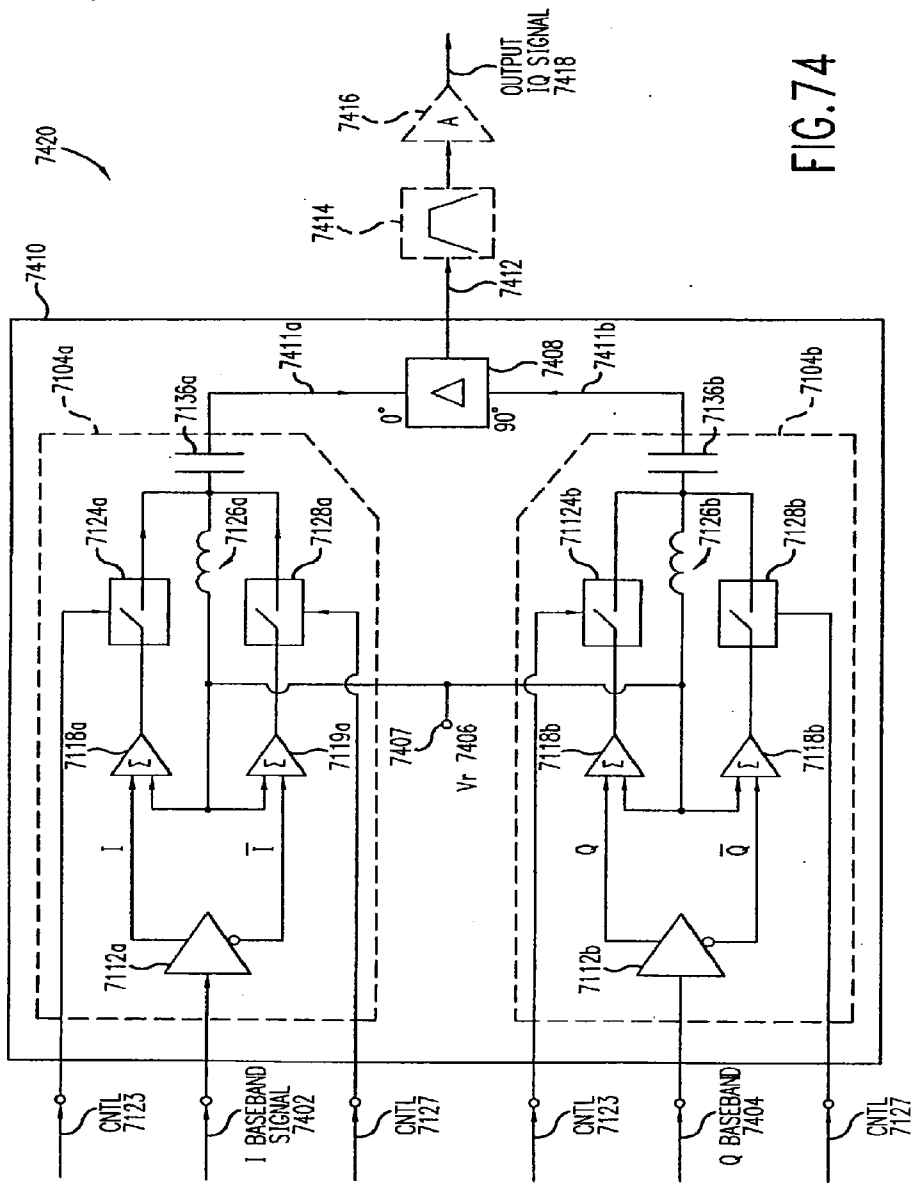 7420
7410
7104a
7124a
7118a
Σ
I
7112a
7126a
7136a
7411a
0°
Δ
90°
7408
7412
7414
7416
A
OUTPUT
IQ SIGNAL
7418
I
7119a
Σ
7128a
CNTL
7123
I BASEBAND
SIGNAL
7402
CNTL
7127
7407
Vr 7406
7411b
7136b
7104b
711124b
7118b
Σ
Q
7112b
7126b
Q
7118b
Σ
7128b
CNTL
7123
Q BASEBAND
7404
CNTL
7127
FIG.74